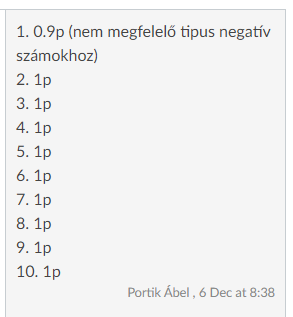 1. 0.9p (nem megfelelő tipus negatív
számokhoz)
2. 1p
3. 1p
4. 1p
5. 1p
6. 1p
7. 1p
8. 1p
9. 1p
10. 1p
Portik Ábel , 6 Dec at 8:38